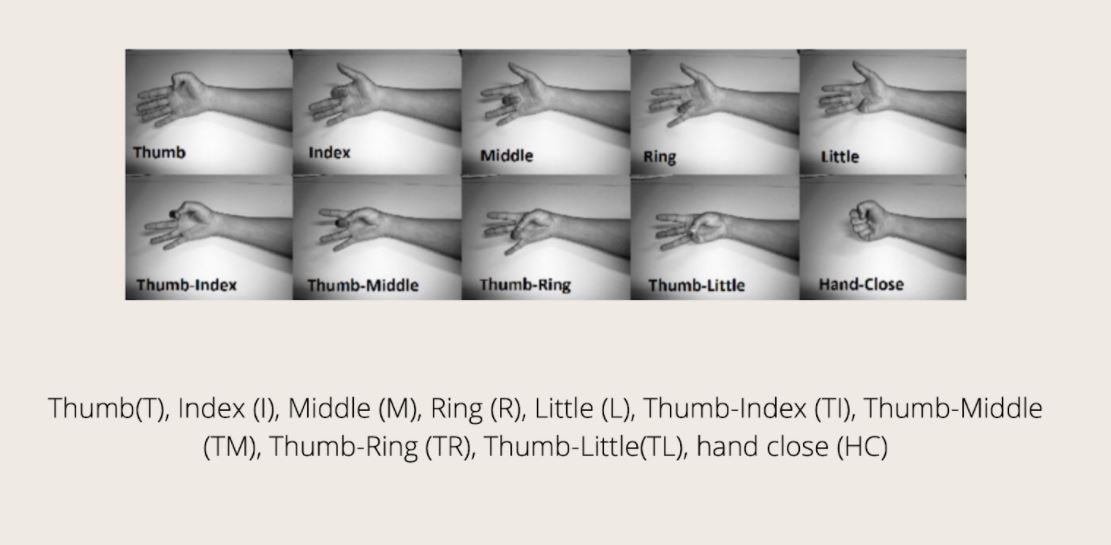 Thumb
Index
Middle
Ring
Little
Thumb-Index
Thumb-Middle
Thumb-Ring
Thumb-Little
Hand-Close
Thumb(T), Index (I), Middle (M), Ring (R), Little (L), Thumb-Index (TI), Thumb-Middle
(TM), Thumb-Ring (TR), Thumb-Little(TL), hand close (HC)